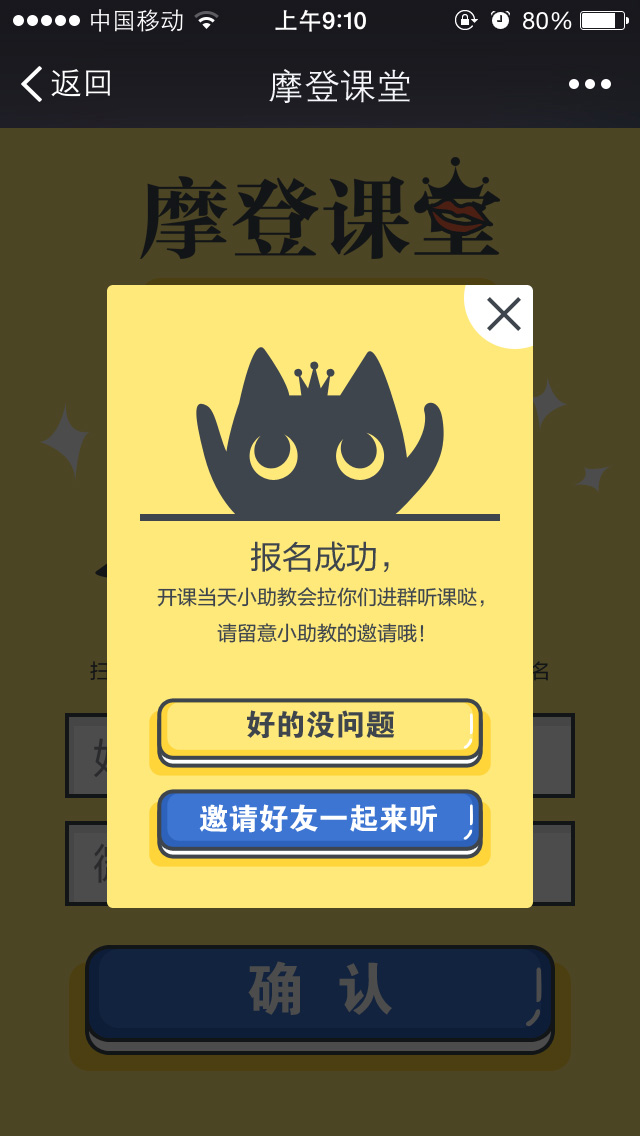 中国移动 上午9:10 80%
返回 摩登课堂
摩登课堂
报名成功，
开课当天小助教会拉你们进群听课哒，
请留意小助教的邀请哦！
扫 名
好的没问题
邀请好友一起来听
确 认